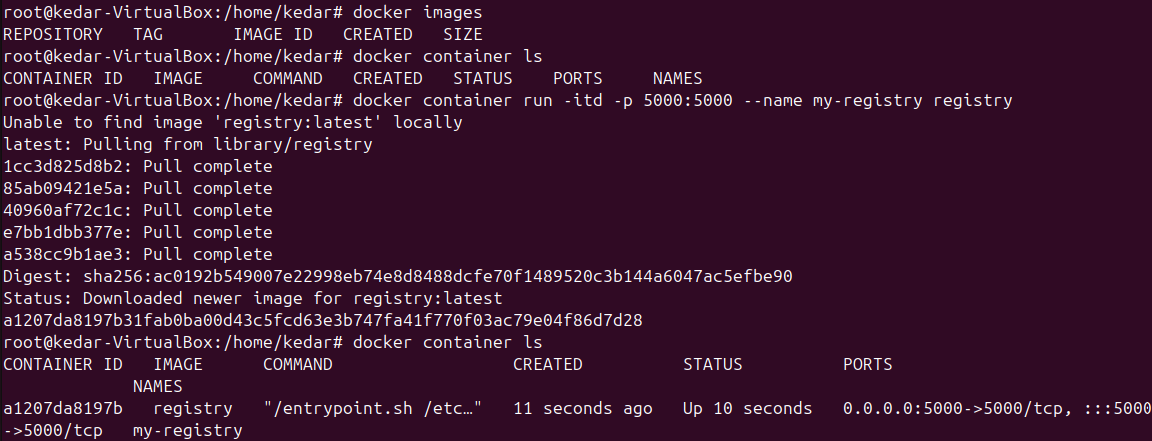 root@kedar-VirtualBox:/home/kedar# docker images
REPOSITORY   TAG       IMAGE ID   CREATED   SIZE
root@kedar-VirtualBox:/home/kedar# docker container ls
CONTAINER ID   IMAGE     COMMAND   CREATED   STATUS    PORTS     NAMES
root@kedar-VirtualBox:/home/kedar# docker container run -itd -p 5000:5000 --name my-registry registry
Unable to find image 'registry:latest' locally
latest: Pulling from library/registry
1cc3d825d8b2: Pull complete
85ab09421e5a: Pull complete
40960af72c1c: Pull complete
e7bb1dbb377e: Pull complete
a538cc9b1ae3: Pull complete
Digest: sha256:ac0192b549007e22998eb74e8d8488dcfe70f1489520c3b144a6047ac5efbe90
Status: Downloaded newer image for registry:latest
a1207da8197b31fab0ba00d43c5fcd63e3b747fa41f770f03ac79e04f86d7d28
root@kedar-VirtualBox:/home/kedar# docker container ls
CONTAINER ID   IMAGE      COMMAND                  CREATED          STATUS          PORTS
             NAMES
a1207da8197b   registry   "/entrypoint.sh /etc…"   11 seconds ago   Up 10 seconds   0.0.0.0:5000->5000/tcp, :::5000
->5000/tcp   my-registry